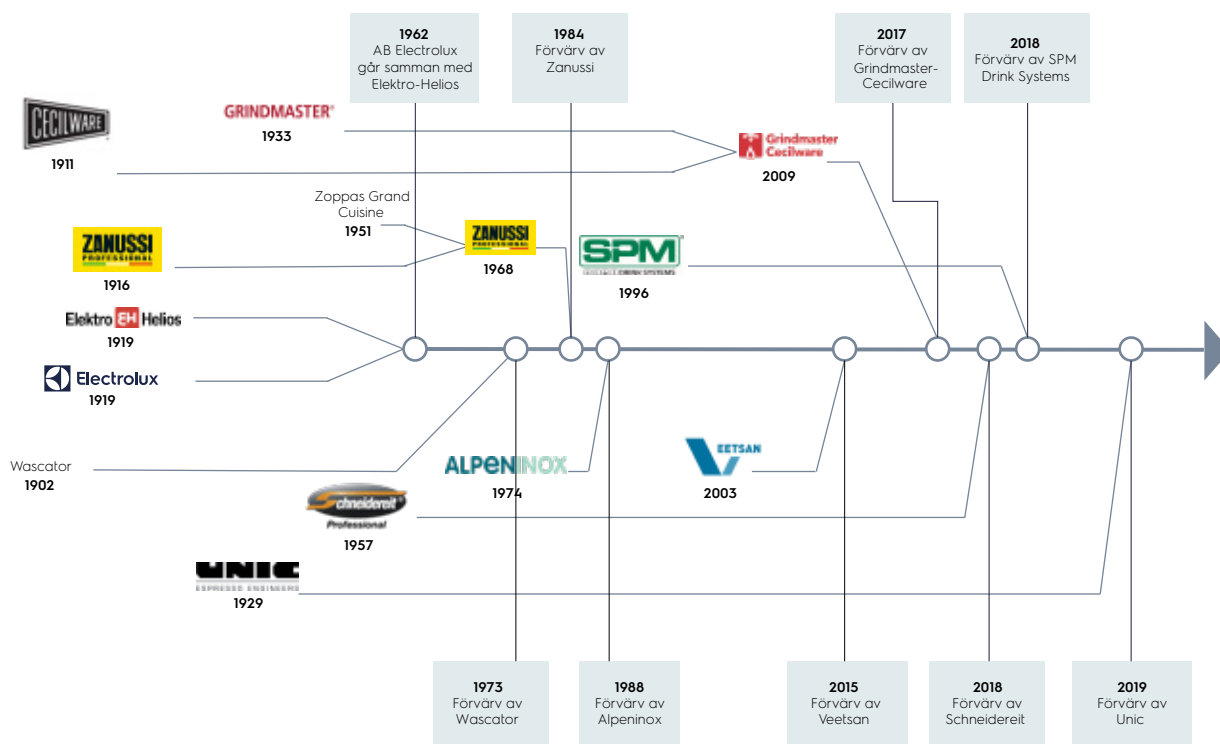 1962
AB Electrolux
går samman med
Elektro-Helios
1984
Förvärv av
Zanussi
2017
Förvärv av
Grindmaster-
Cecilware
2018
Förvärv av SPM
Drink Systems
CECILWARE
1911
GRINDMASTER®
1933
Grindmaster
Cecilware
2009
Zoppas Grand
Cuisine
1951
ZANUSSI
PROFESSIONAL
1916
ZANUSSI
PROFESSIONAL
1968
SPM
DRINK SYSTEMS
1996
Elektro EH Helios
1919
Electrolux
1919
Wascator
1902
ALPENINOX
1974
VEETSAN
2003
Schneidereit
Professional
1957
UNIC
ESPRESSO ENGINEERS
1929
1973
Förvärv av
Wascator
1988
Förvärv av
Alpeninox
2015
Förvärv av
Veetsan
2018
Förvärv av
Schneidereit
2019
Förvärv av
Unic